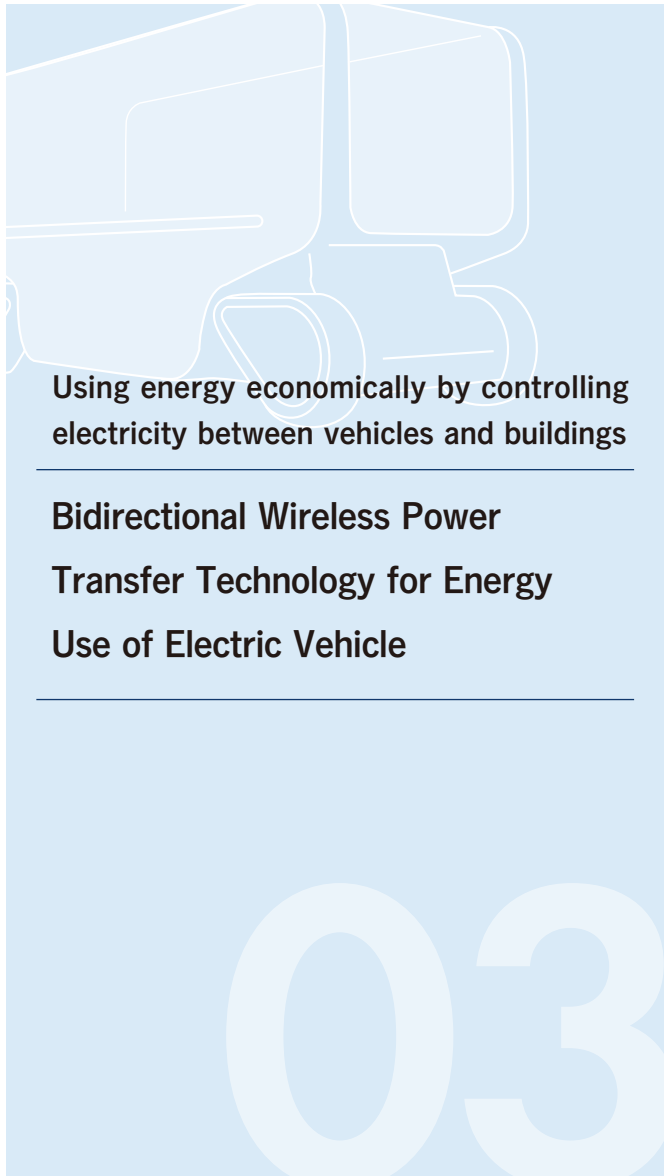 Using energy economically by controlling
electricity between vehicles and buildings
Bidirectional Wireless Power
Transfer Technology for Energy
Use of Electric Vehicle
03